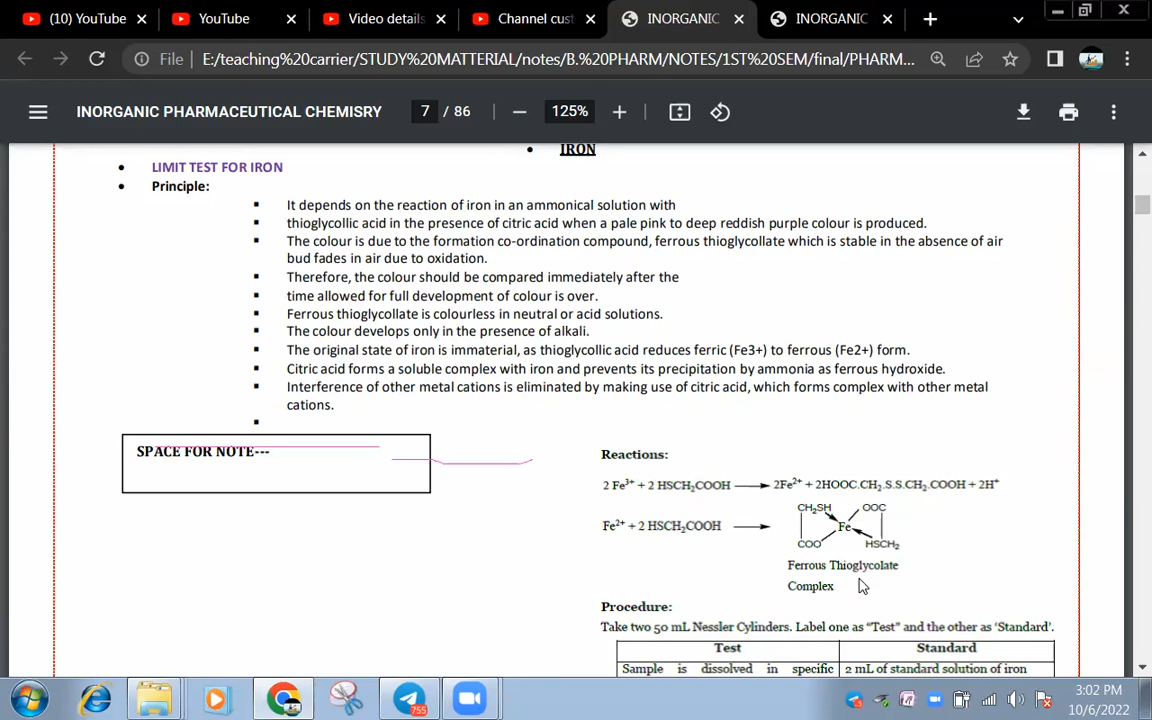 (10) YouTube
YouTube
Video details
Channel cust
INORGANIC
INORGANIC
File
E:/teaching%20carrier/STUDY%20MATTERIAL/notes/B.%20PHARM/NOTES/1ST%20SEM/final/PHARM...
INORGANIC PHARMACEUTICAL CHEMISRY
7 / 86
125%
• IRON
• LIMIT TEST FOR IRON
• Principle:
▪ It depends on the reaction of iron in an ammonical solution with
▪ thioglycollic acid in the presence of citric acid when a pale pink to deep reddish purple colour is produced.
▪ The colour is due to the formation co-ordination compound, ferrous thioglycollate which is stable in the absence of air
bud fades in air due to oxidation.
▪ Therefore, the colour should be compared immediately after the
▪ time allowed for full development of colour is over.
▪ Ferrous thioglycollate is colourless in neutral or acid solutions.
▪ The colour develops only in the presence of alkali.
▪ The original state of iron is immaterial, as thioglycollic acid reduces ferric (Fe3+) to ferrous (Fe2+) form.
▪ Citric acid forms a soluble complex with iron and prevents its precipitation by ammonia as ferrous hydroxide.
▪ Interference of other metal cations is eliminated by making use of citric acid, which forms complex with other metal
cations.
▪
SPACE FOR NOTE---
Reactions:
2 Fe³⁺ + 2 HSCH₂COOH ⟶ 2Fe²⁺ + 2HOOC.CH₂.S.S.CH₂.COOH + 2H⁺
CH₂SH OOC
Fe²⁺ + 2 HSCH₂COOH ⟶ Fe
COO HSCH₂
Ferrous Thioglycolate
Complex
Procedure:
Take two 50 mL Nessler Cylinders. Label one as "Test" and the other as 'Standard'.
Test Standard
Sample is dissolved in specific 2 mL of standard solution of iron
755
3:02 PM
10/6/2022